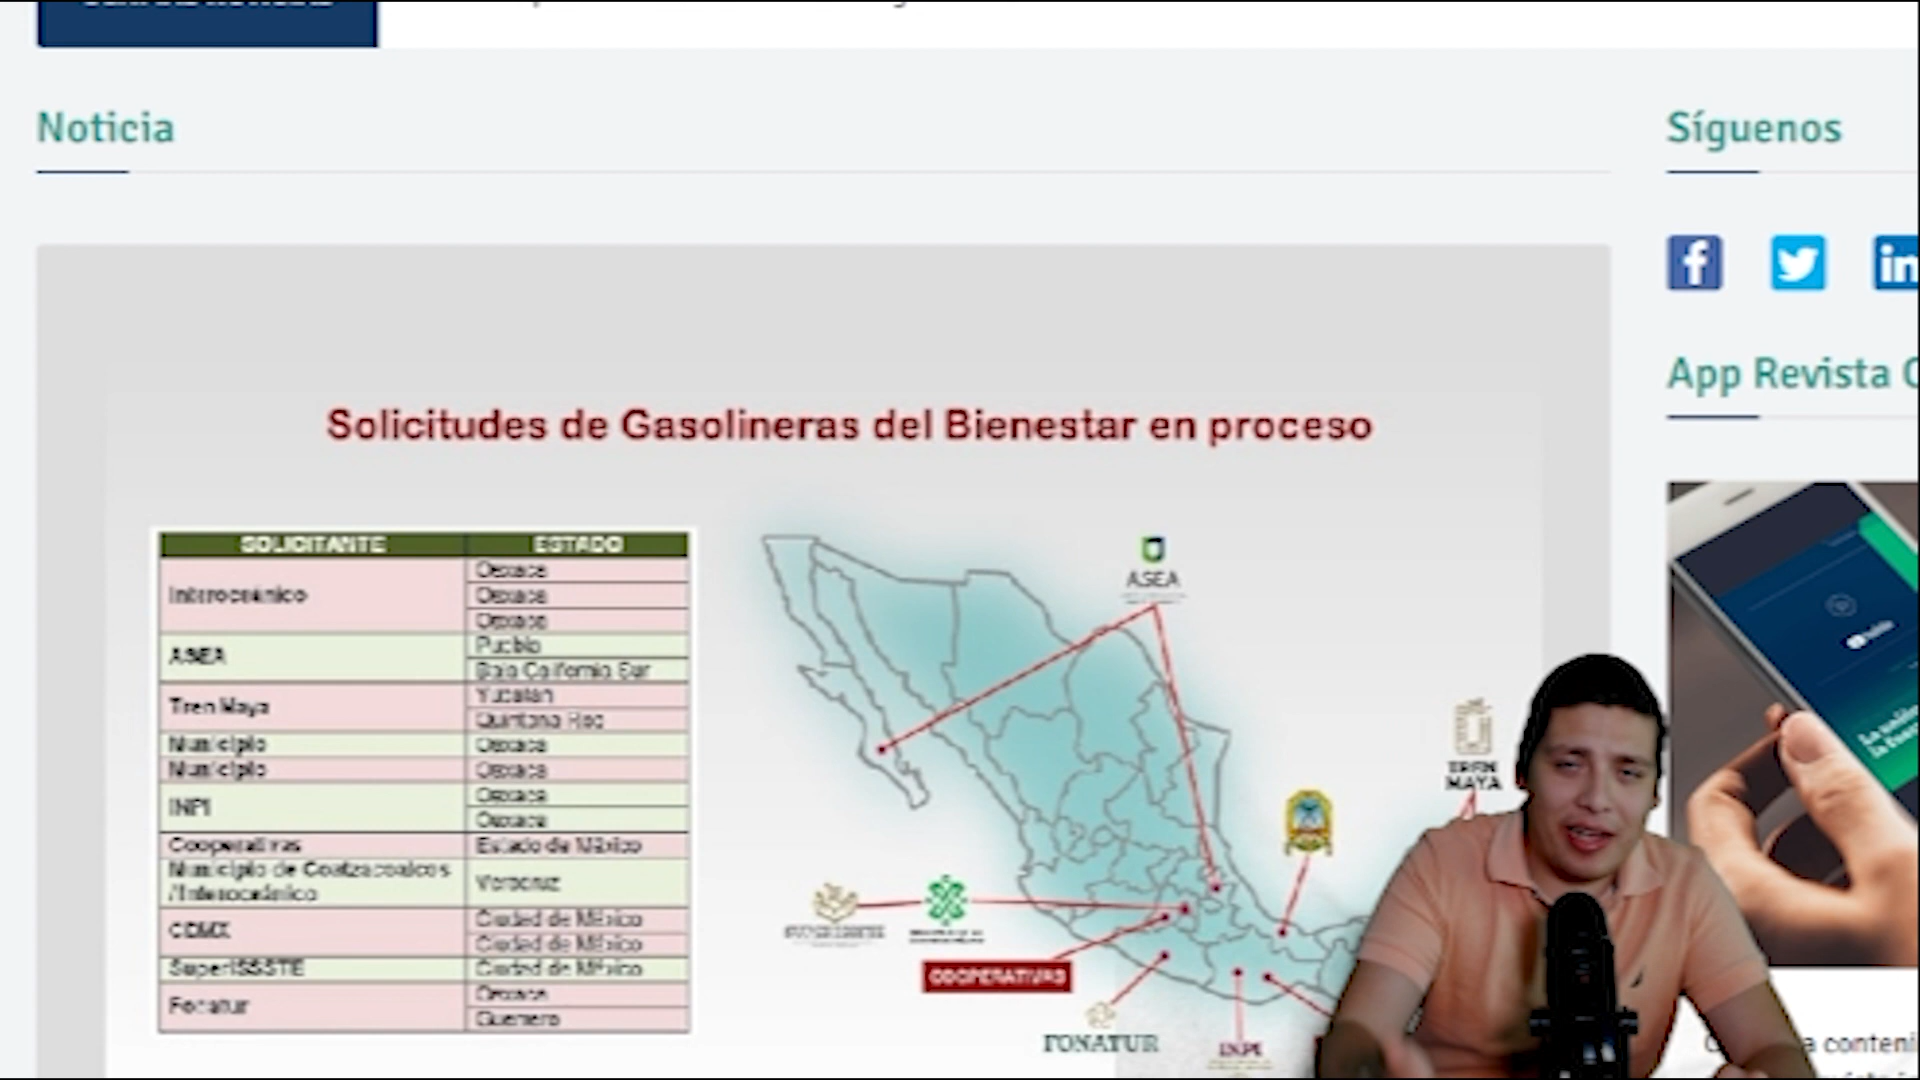 Noticia
Síguenos
App Revista
Solicitudes de Gasolineras del Bienestar en proceso
SOLICITANTE ESTADO
Interoceánico Oaxaca
Oaxaca
Oaxaca
ASEA Puebla
Baja California Sur
Tren Maya Yucatán
Quintana Roo
Municipio Oaxaca
Municipio Oaxaca
INPI Oaxaca
Oaxaca
Cooperativas Estado de México
Municipio de Coatzacoalcos
/Interoceánico Veracruz
CDMX Ciudad de México
Ciudad de México
SuperISSSTE Ciudad de México
Fonatur Oaxaca
Guerrero
ASEA
TREN
MAYA
SUPERISSSTE
COOPERATIVAS
FONATUR
INPI